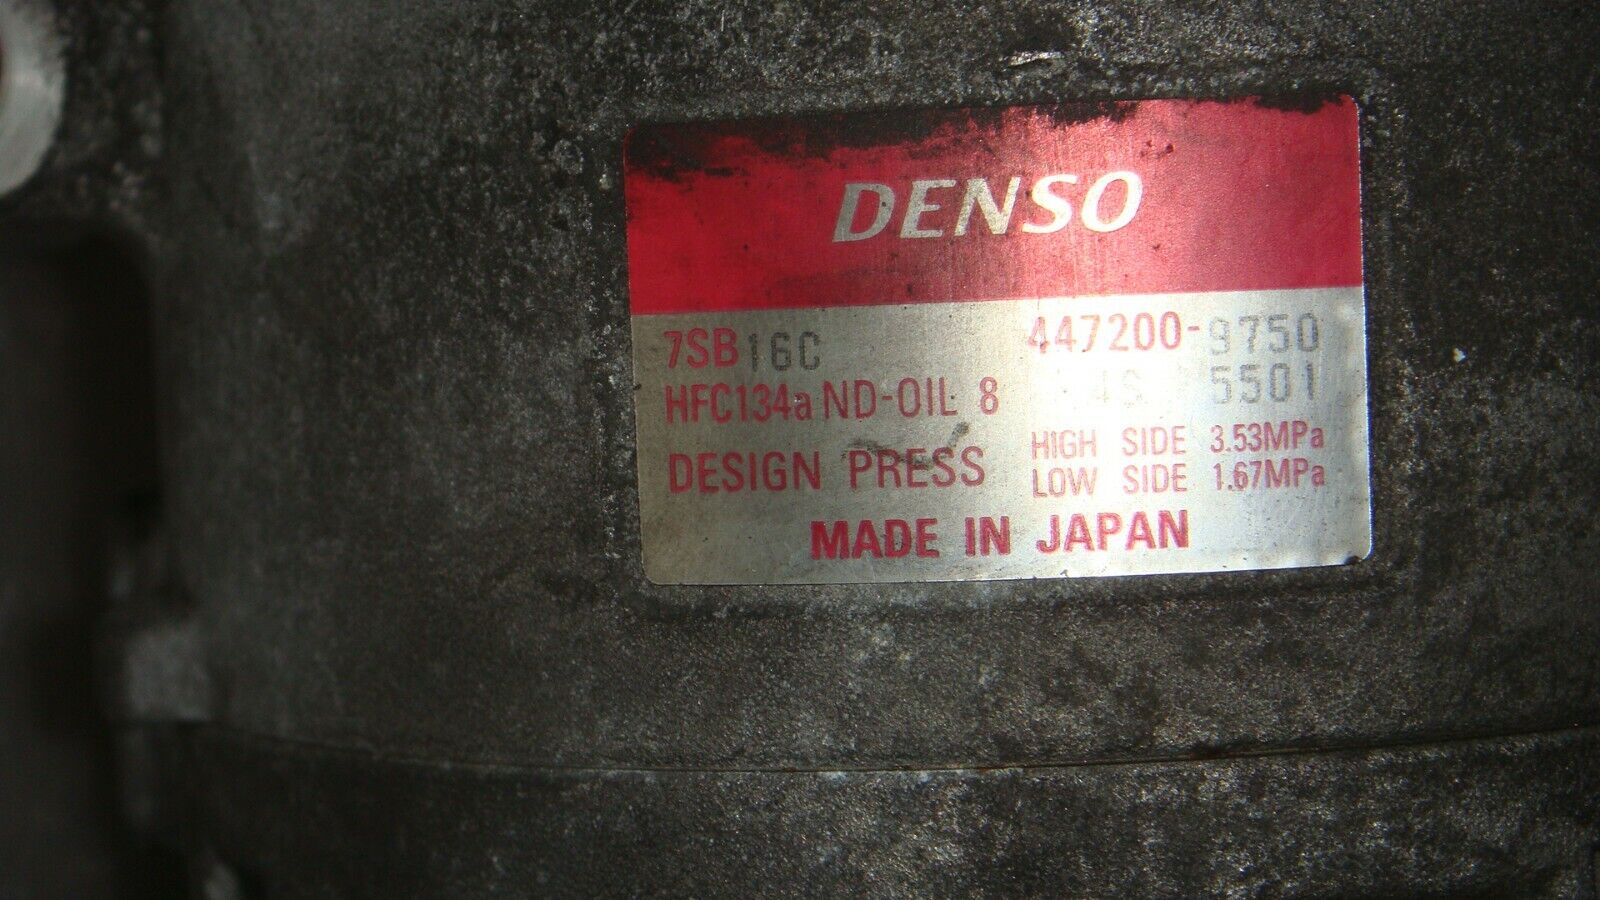 DENSO
7SB16C 447200-9750
HFC134a ND-OIL 8 5501
DESIGN PRESS HIGH SIDE 3.53MPa
LOW SIDE 1.67MPa
MADE IN JAPAN